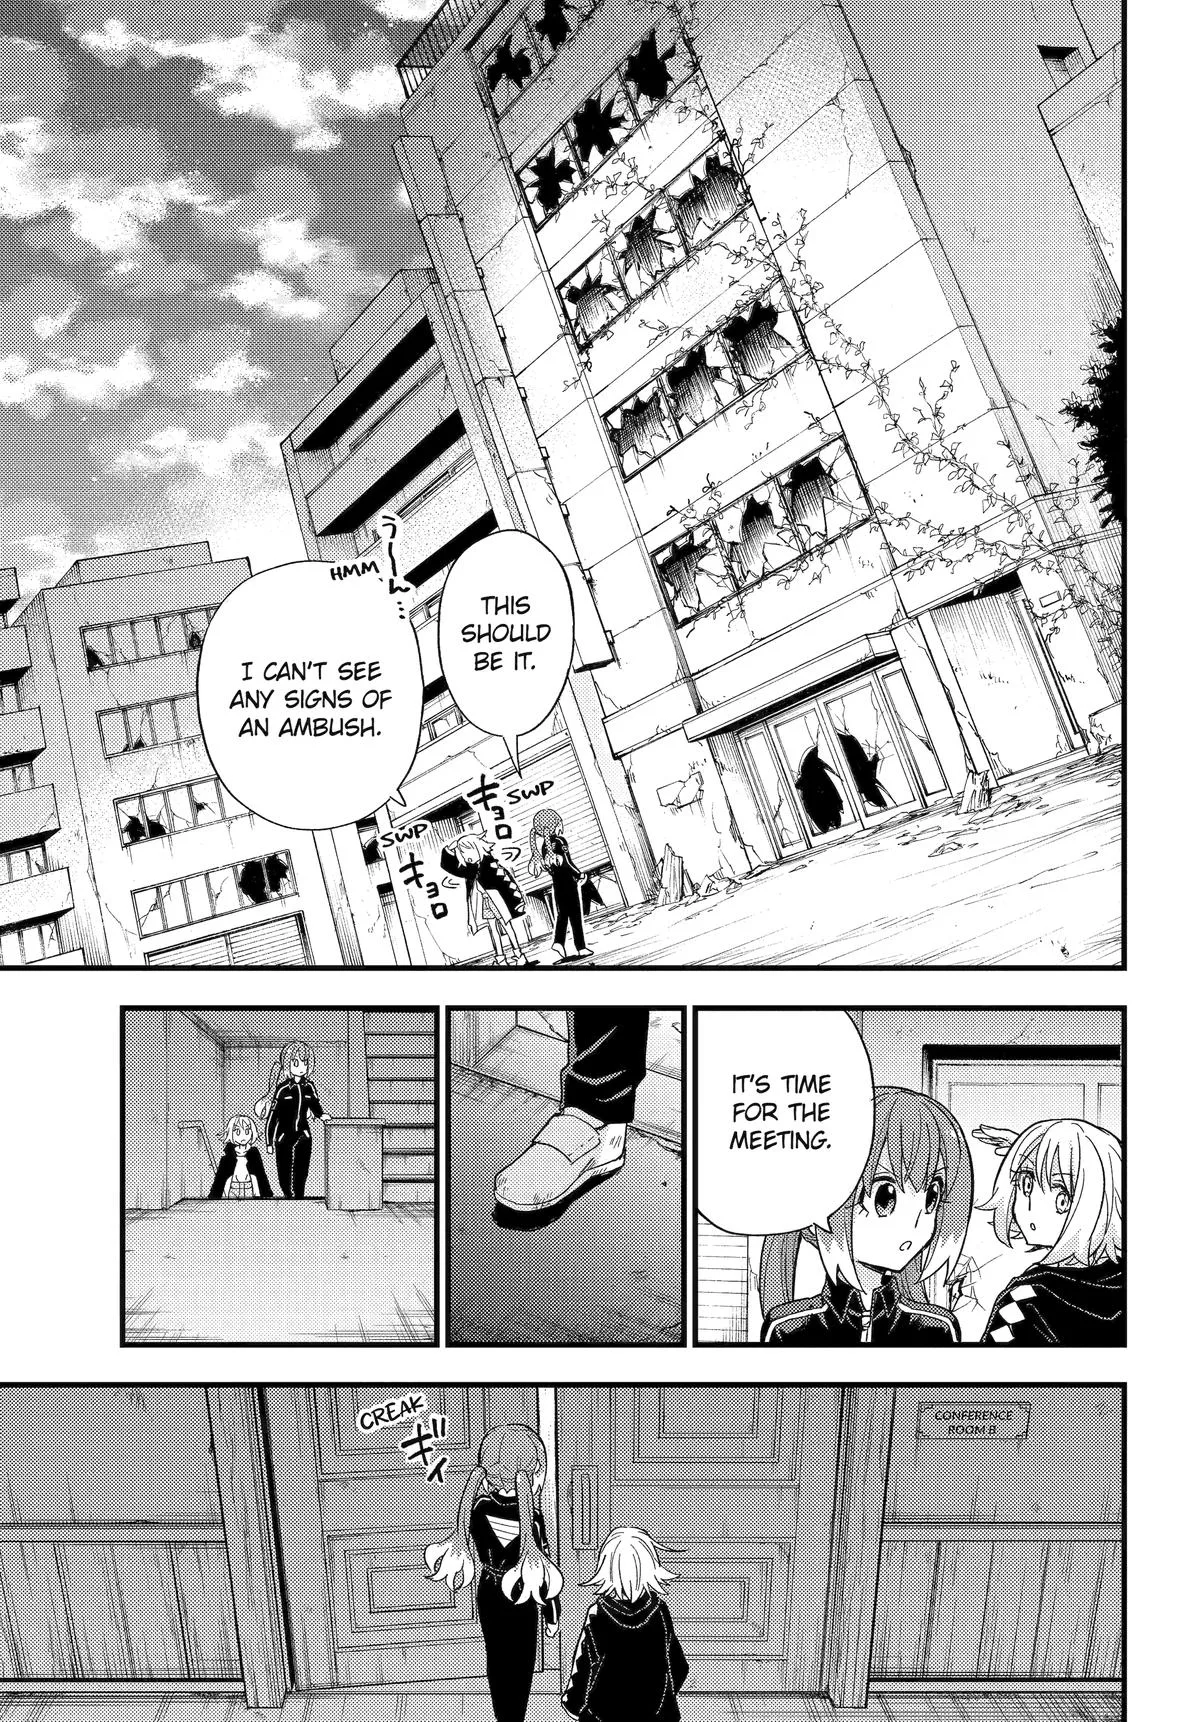 THIS
SHOULD
BE IT.
うーん…
HMM
I CAN'T SEE
ANY SIGNS OF
AN AMBUSH.
キョロ
SWP
SWP
キョロ
IT'S TIME
FOR THE
MEETING.
CONFERENCE
ROOM B
CREAK
ギィ